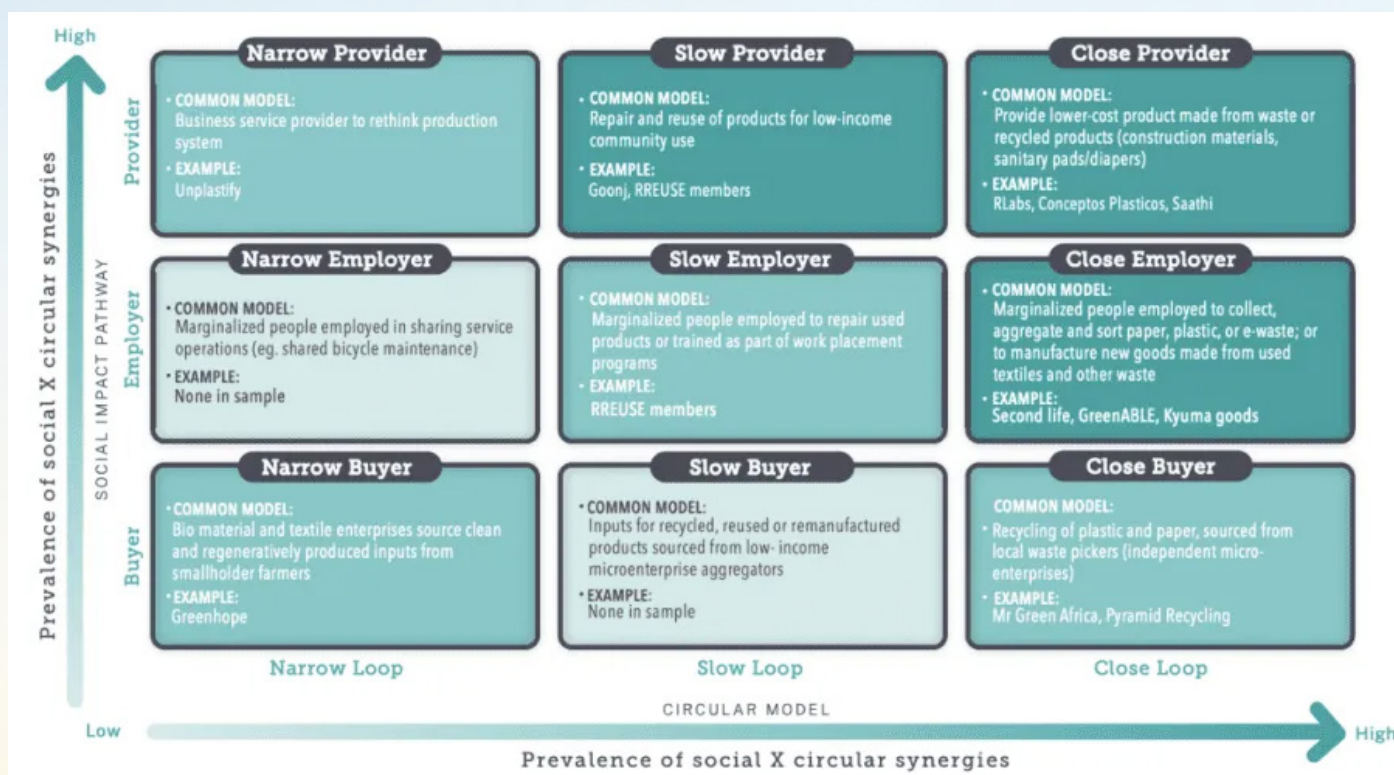 High
Prevalence of social X circular synergies
SOCIAL IMPACT PATHWAY
Provider
Narrow Provider
• COMMON MODEL:
Business service provider to rethink production
system
• EXAMPLE:
Unplastify
Slow Provider
• COMMON MODEL:
Repair and reuse of products for low-income
community use
• EXAMPLE:
Goonj, RREUSE members
Close Provider
• COMMON MODEL:
Provide lower-cost product made from waste or
recycled products (construction materials,
sanitary pads/diapers)
• EXAMPLE:
RLabs, Conceptos Plasticos, Saathi
Employer
Narrow Employer
• COMMON MODEL:
Marginalized people employed in sharing service
operations (eg. shared bicycle maintenance)
• EXAMPLE:
None in sample
Slow Employer
• COMMON MODEL:
Marginalized people employed to repair used
products or trained as part of work placement
programs
• EXAMPLE:
RREUSE members
Close Employer
• COMMON MODEL:
Marginalized people employed to collect,
aggregate and sort paper, plastic, or e-waste; or
to manufacture new goods made from used
textiles and other waste
• EXAMPLE:
Second life, GreenABLE, Kyuma goods
Buyer
Narrow Buyer
• COMMON MODEL:
Bio material and textile enterprises source clean
and regeneratively produced inputs from
smallholder farmers
• EXAMPLE:
Greenhope
Slow Buyer
• COMMON MODEL:
Inputs for recycled, reused or remanufactured
products sourced from low- income
microenterprise aggregators
• EXAMPLE:
None in sample
Close Buyer
COMMON MODEL:
• Recycling of plastic and paper, sourced from
local waste pickers (independent micro-
enterprises)
• EXAMPLE:
Mr Green Africa, Pyramid Recycling
Narrow Loop
Slow Loop
Close Loop
CIRCULAR MODEL
Low
High
Prevalence of social X circular synergies